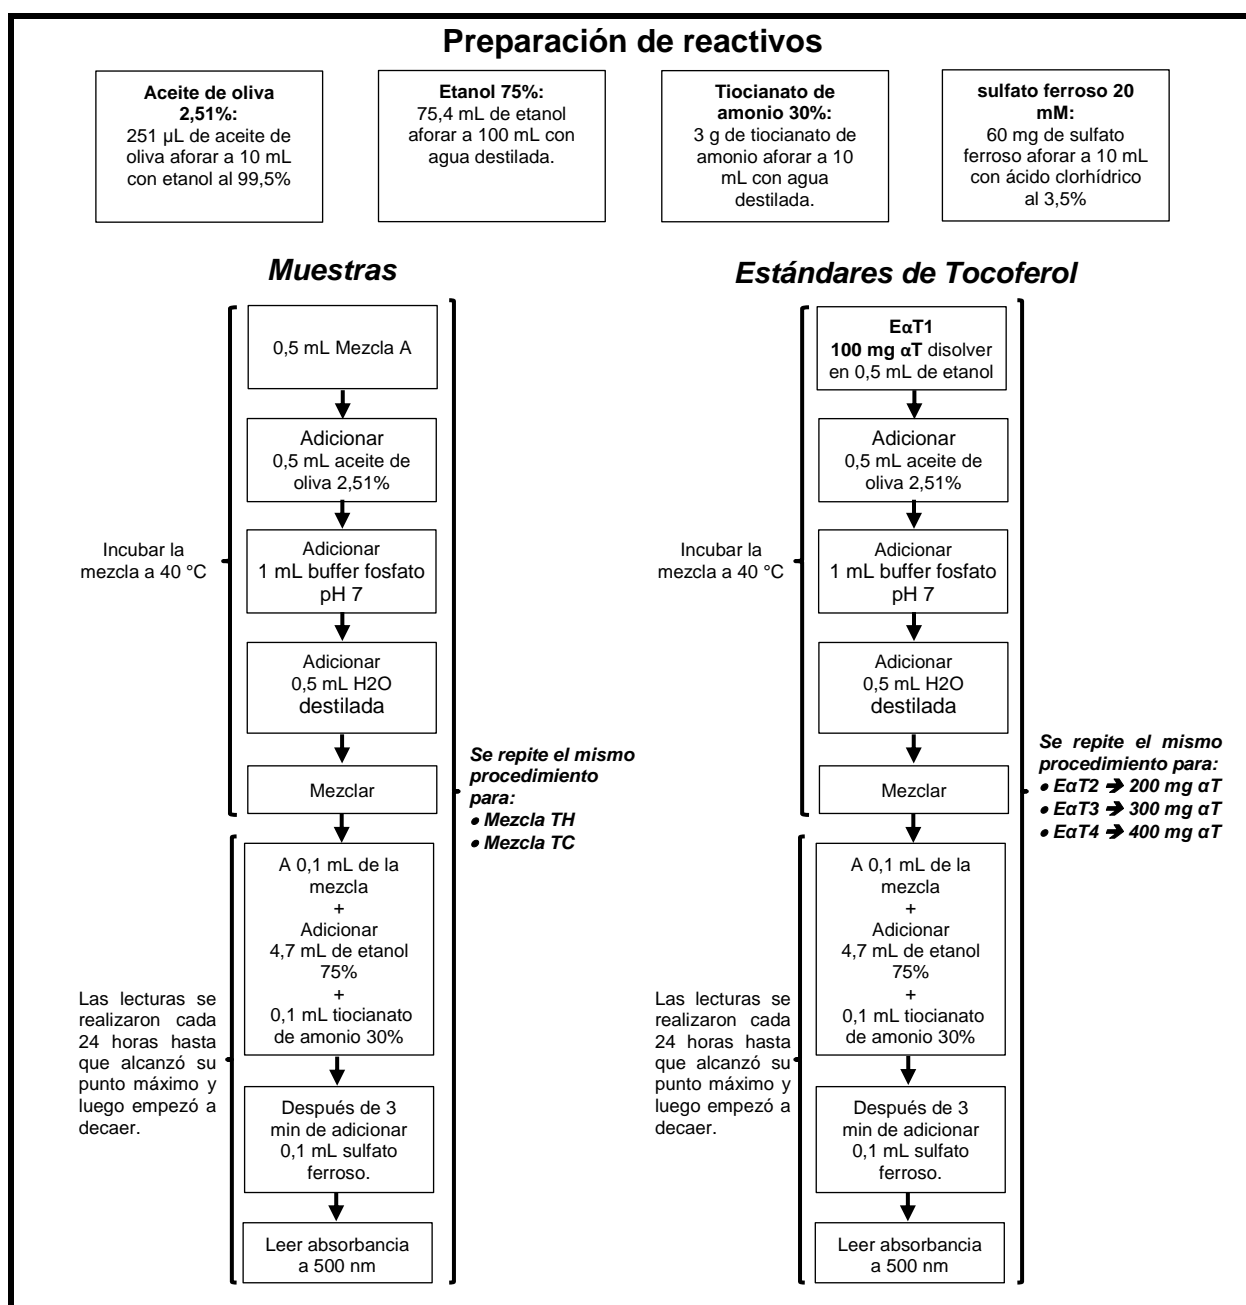 Preparación de reactivos
Aceite de oliva
2,51%:
251 µL de aceite de
oliva aforar a 10 mL
con etanol al 99,5%
Etanol 75%:
75,4 mL de etanol
aforar a 100 mL con
agua destilada.
Tiocianato de
amonio 30%:
3 g de tiocianato de
amonio aforar a 10
mL con agua
destilada.
sulfato ferroso 20
mM:
60 mg de sulfato
ferroso aforar a 10 mL
con ácido clorhídrico
al 3,5%
Muestras
0,5 mL Mezcla A
Adicionar
0,5 mL aceite de
oliva 2,51%
Adicionar
1 mL buffer fosfato
pH 7
Adicionar
0,5 mL H2O
destilada
Mezclar
Incubar la
mezcla a 40 °C
A 0,1 mL de la
mezcla
+
Adicionar
4,7 mL de etanol
75%
+
0,1 mL tiocianato
de amonio 30%
Después de 3
min de adicionar
0,1 mL sulfato
ferroso.
Leer absorbancia
a 500 nm
Las lecturas se
realizaron cada
24 horas hasta
que alcanzó su
punto máximo y
luego empezó a
decaer.
Se repite el mismo
procedimiento
para:
• Mezcla TH
• Mezcla TC
Estándares de Tocoferol
EαT1
100 mg αT disolver
en 0,5 mL de etanol
Adicionar
0,5 mL aceite de
oliva 2,51%
Adicionar
1 mL buffer fosfato
pH 7
Adicionar
0,5 mL H2O
destilada
Mezclar
Incubar la
mezcla a 40 °C
A 0,1 mL de la
mezcla
+
Adicionar
4,7 mL de etanol
75%
+
0,1 mL tiocianato
de amonio 30%
Después de 3
min de adicionar
0,1 mL sulfato
ferroso.
Leer absorbancia
a 500 nm
Las lecturas se
realizaron cada
24 horas hasta
que alcanzó su
punto máximo y
luego empezó a
decaer.
Se repite el mismo
procedimiento para:
• EαT2 ➔ 200 mg αT
• EαT3 ➔ 300 mg αT
• EαT4 ➔ 400 mg αT